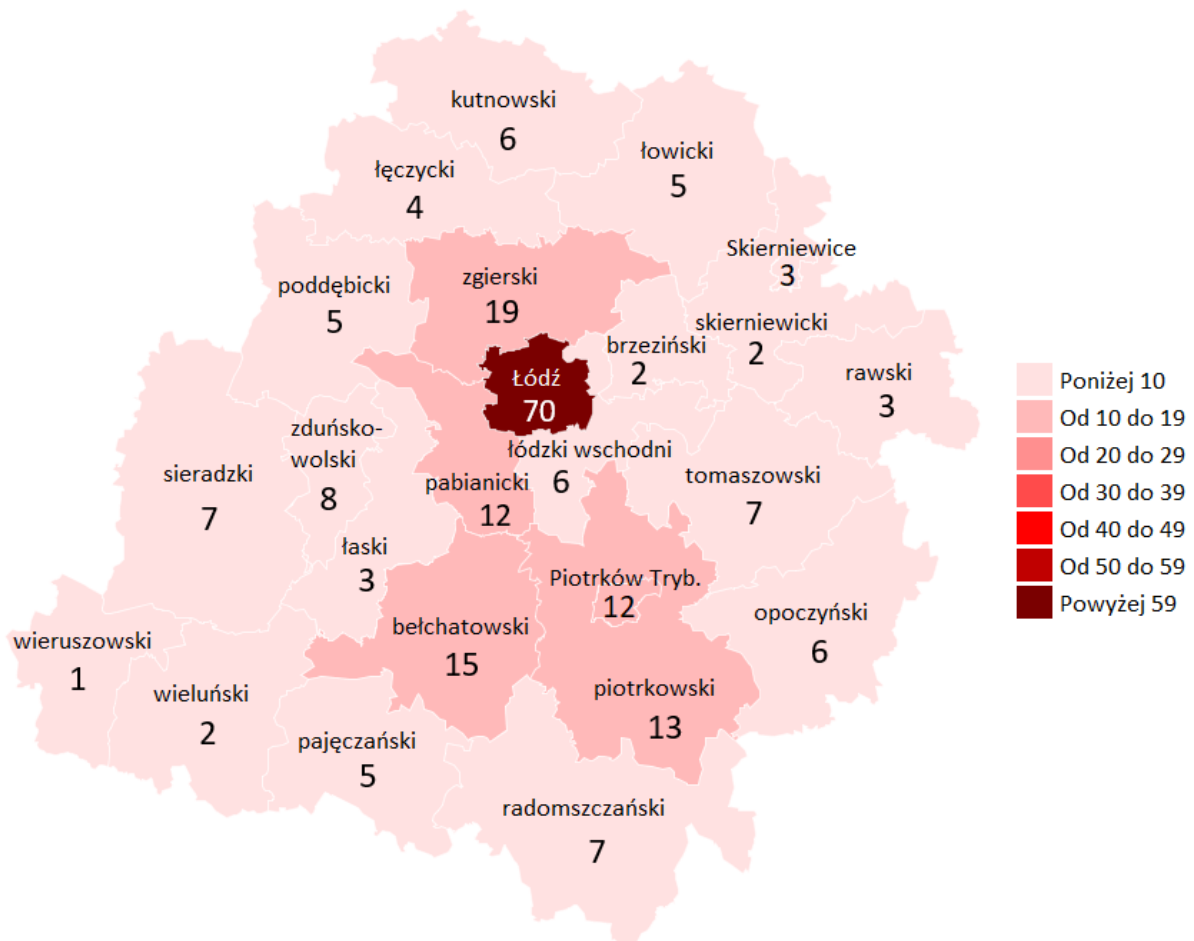 kutnowski
6
łowicki
5
łęczycki
4
Skierniewice
3
zgierski
19
poddębicki
5
skierniewicki
2
brzeziński
2
rawski
3
Łódź
70
zduńsko-
wolski
8
łódzki wschodni
6
sieradzki
7
pabianicki
12
tomaszowski
7
łaski
3
Piotrków Tryb.
12
opoczyński
6
bełchatowski
15
wieruszowski
1
wieluński
2
piotrkowski
13
pajęczański
5
radomszczański
7
Poniżej 10
Od 10 do 19
Od 20 do 29
Od 30 do 39
Od 40 do 49
Od 50 do 59
Powyżej 59